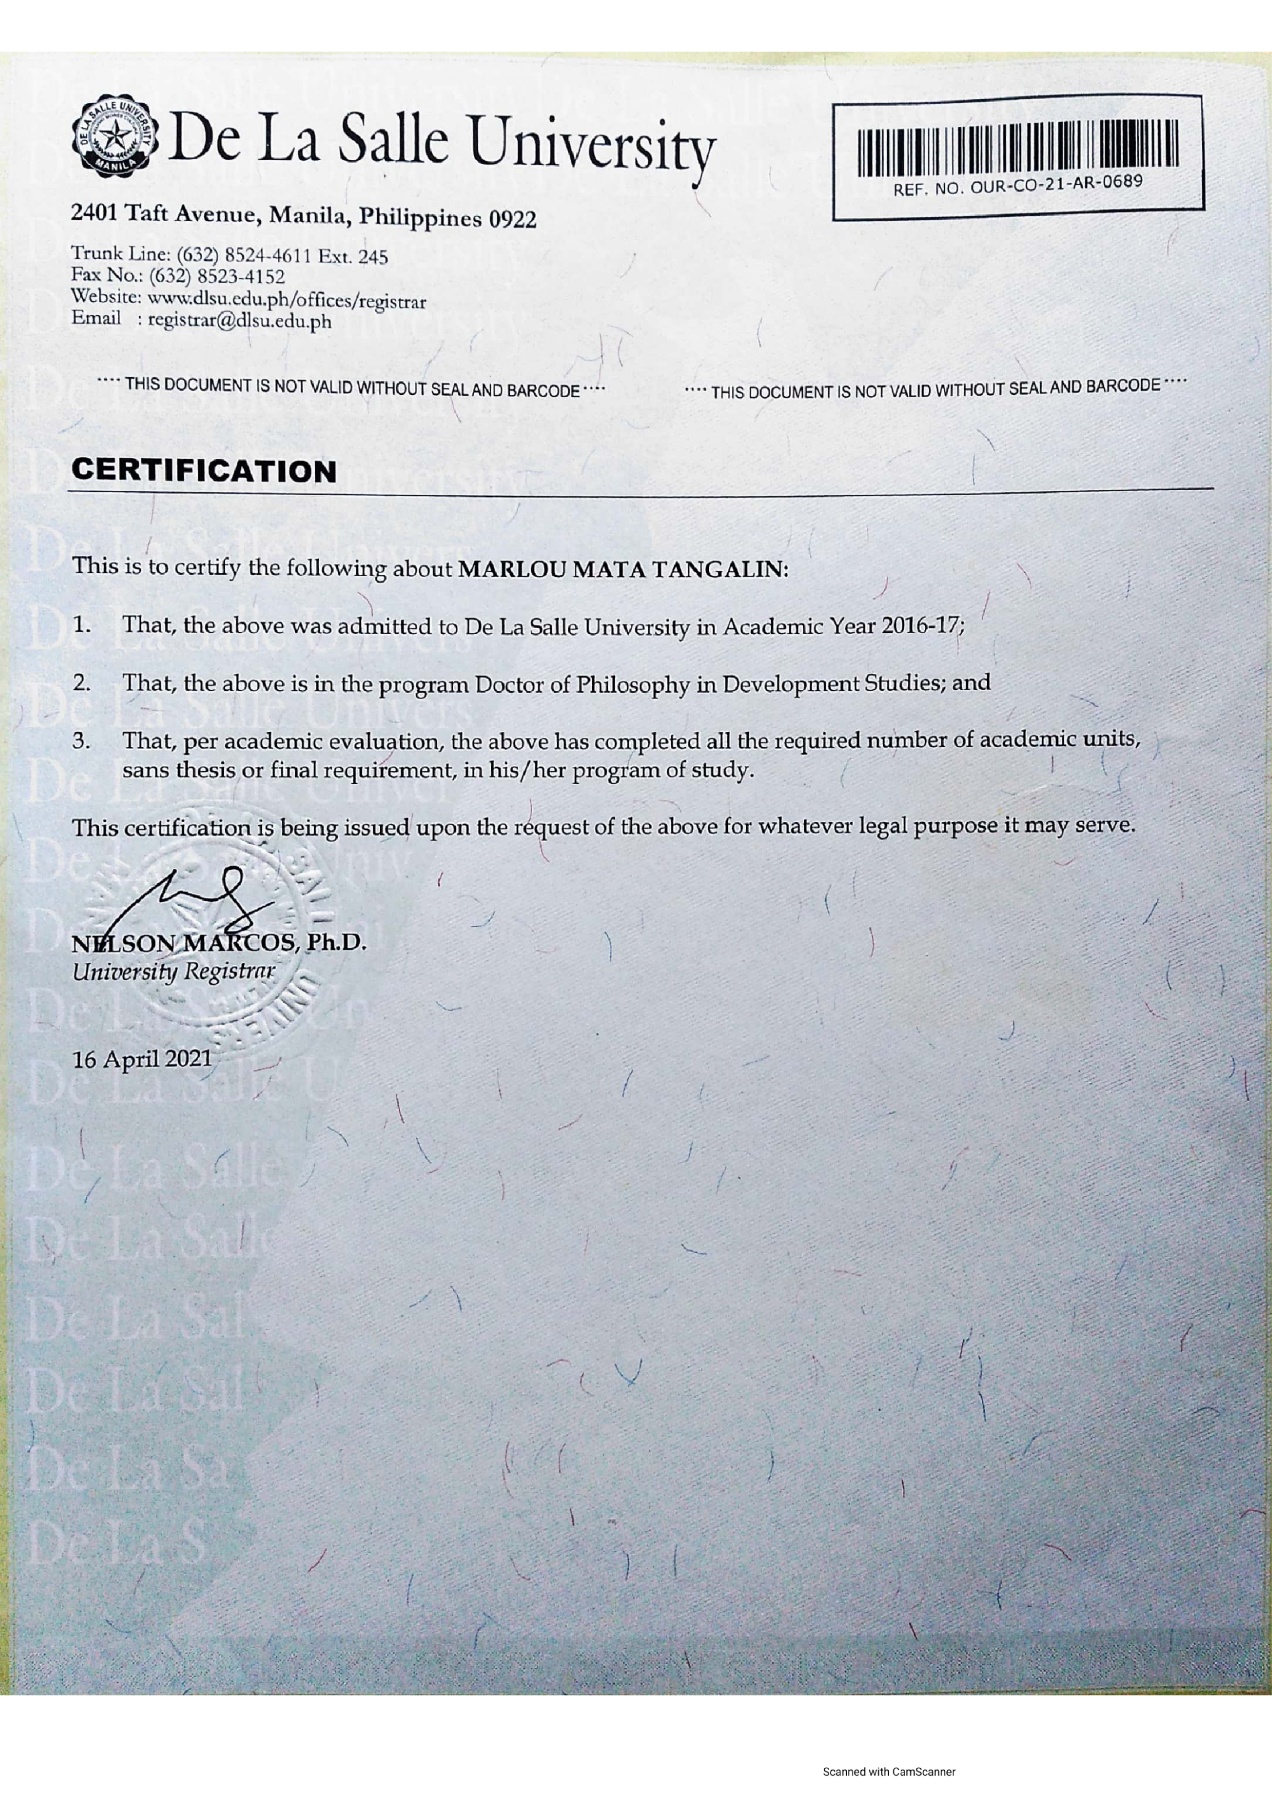 De La Salle University
REF. NO. OUR-CO-21-AR-0689
2401 Taft Avenue, Manila, Philippines 0922
Trunk Line: (632) 8524-4611 Ext. 245
Fax No.: (632) 8523-4152
Website: www.dlsu.edu.ph/offices/registrar
Email : registrar@dlsu.edu.ph
**** THIS DOCUMENT IS NOT VALID WITHOUT SEAL AND BARCODE **** **** THIS DOCUMENT IS NOT VALID WITHOUT SEAL AND BARCODE ****
CERTIFICATION
This is to certify the following about MARLOU MATA TANGALIN:
1. That, the above was admitted to De La Salle University in Academic Year 2016-17;
2. That, the above is in the program Doctor of Philosophy in Development Studies; and
3. That, per academic evaluation, the above has completed all the required number of academic units,
sans thesis or final requirement, in his/her program of study.
This certification is being issued upon the request of the above for whatever legal purpose it may serve.
NELSON MARCOS, Ph.D.
University Registrar
16 April 2021
Scanned with CamScanner